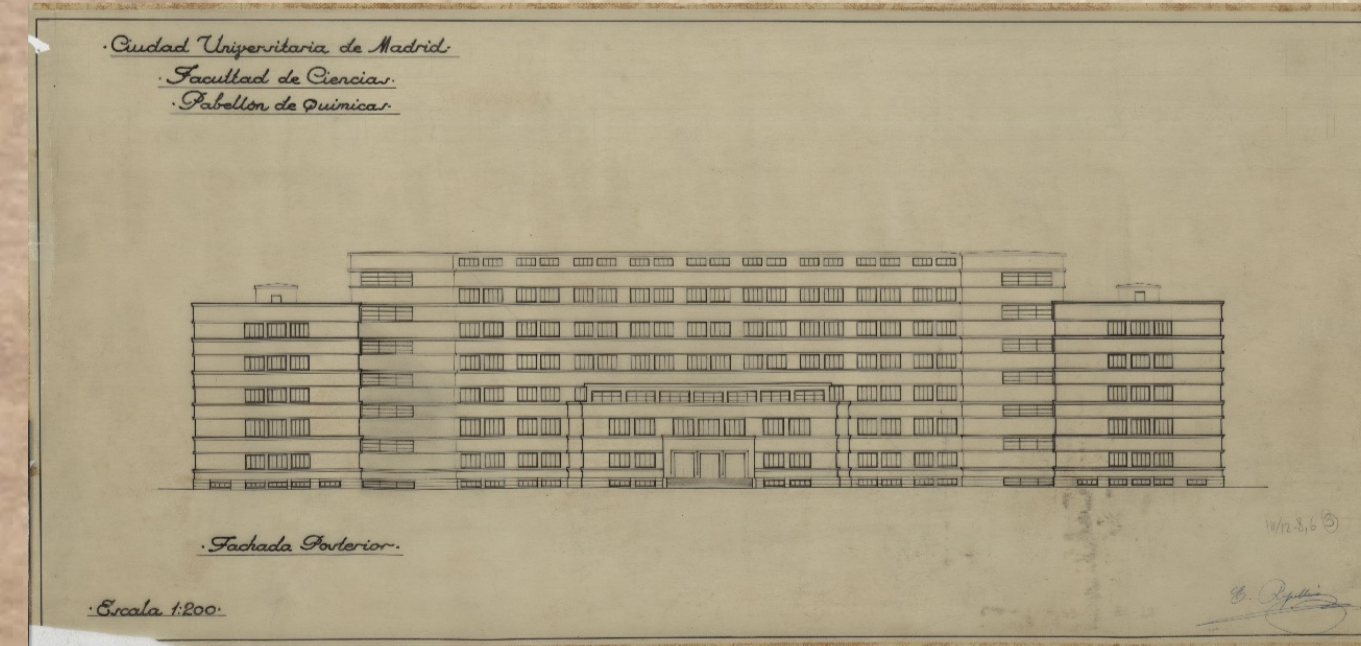 ·Ciudad Universitaria de Madrid·
·Facultad de Ciencias·
·Pabellón de Químicas·
·Fachada Posterior·
·Escala 1:200·